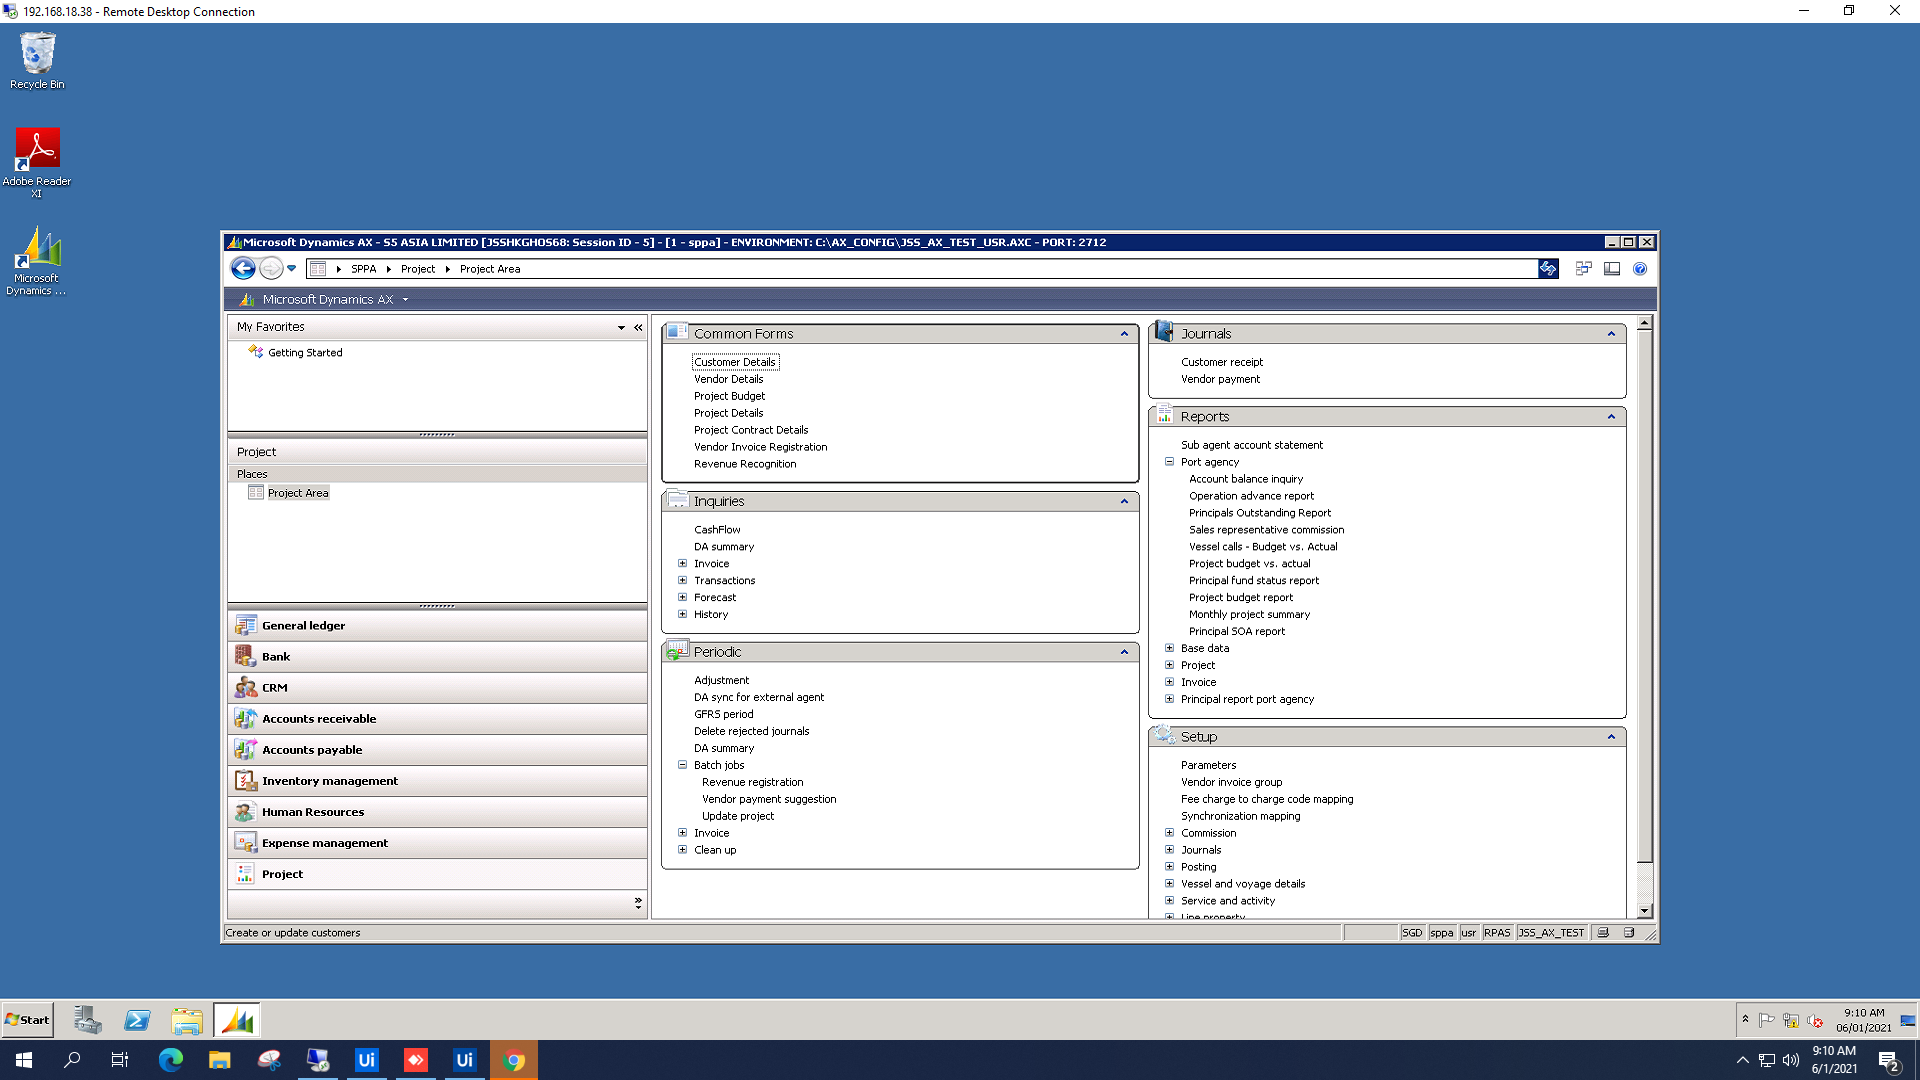 192.168.18.38 - Remote Desktop Connection
Recycle Bin
Adobe Reader
XI
Microsoft
Dynamics ...
Microsoft Dynamics AX - S5 ASIA LIMITED [JSSHKGHOS68: Session ID - 5] - [1 - sppa] - ENVIRONMENT: C:\AX_CONFIG\JSS_AX_TEST_USR.AXC - PORT: 2712
SPPA Project Project Area
Microsoft Dynamics AX
My Favorites
Getting Started
Project
Places
Project Area
General ledger
Bank
CRM
Accounts receivable
Accounts payable
Inventory management
Human Resources
Expense management
Project
Common Forms
Customer Details
Vendor Details
Project Budget
Project Details
Project Contract Details
Vendor Invoice Registration
Revenue Recognition
Inquiries
CashFlow
DA summary
Invoice
Transactions
Forecast
History
Periodic
Adjustment
DA sync for external agent
GFRS period
Delete rejected journals
DA summary
Batch jobs
Revenue registration
Vendor payment suggestion
Update project
Invoice
Clean up
Journals
Customer receipt
Vendor payment
Reports
Sub agent account statement
Port agency
Account balance inquiry
Operation advance report
Principals Outstanding Report
Sales representative commission
Vessel calls - Budget vs. Actual
Project budget vs. actual
Principal fund status report
Project budget report
Monthly project summary
Principal SOA report
Base data
Project
Invoice
Principal report port agency
Setup
Parameters
Vendor invoice group
Fee charge to charge code mapping
Synchronization mapping
Commission
Journals
Posting
Vessel and voyage details
Service and activity
Line property
Create or update customers
SGD sppa usr RPAS JSS_AX_TEST
Start
9:10 AM
06/01/2021
Ui
Ui
9:10 AM
6/1/2021
2